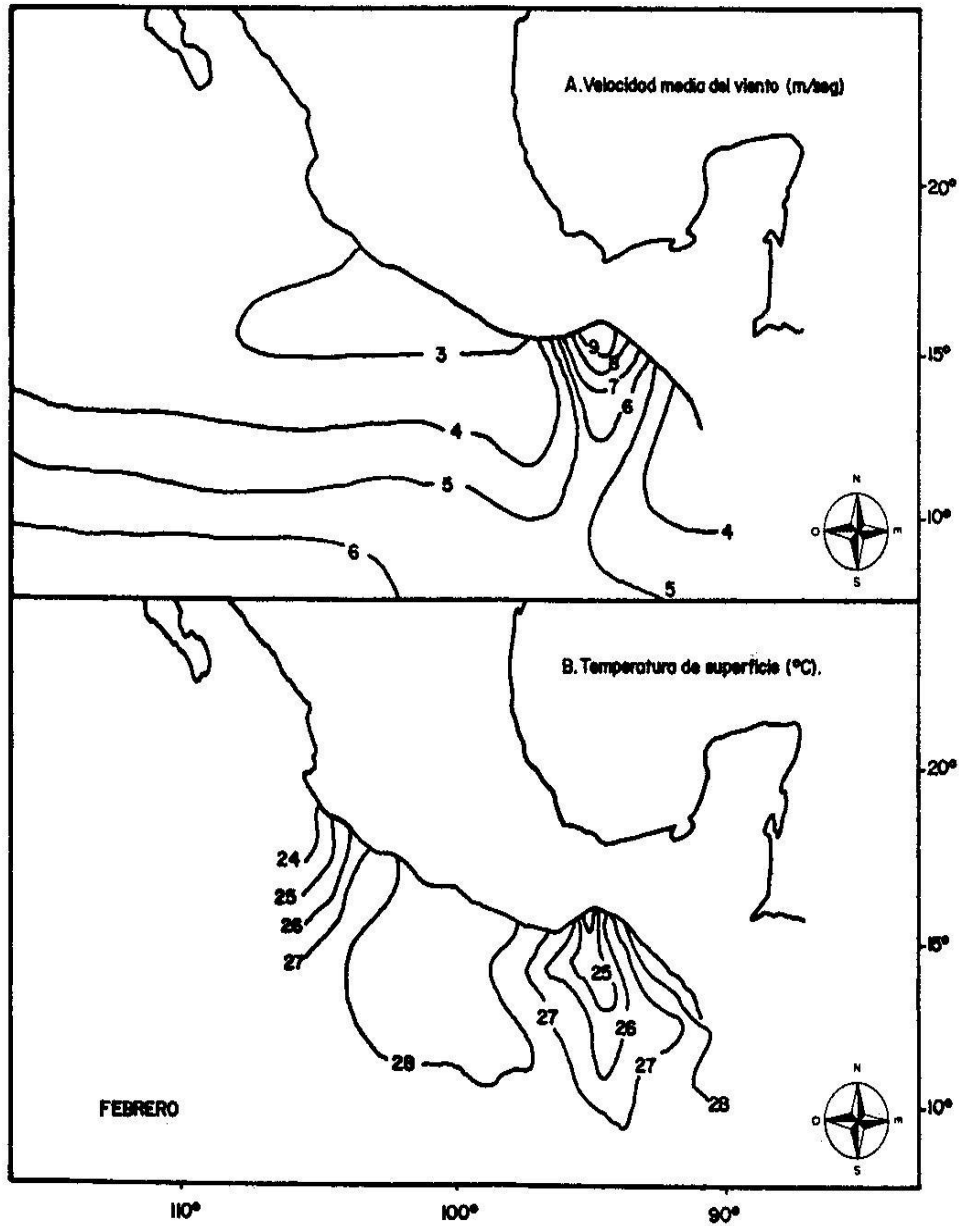 A. Velocidad media del viento (m/seg)
20°
3
9
8
15°
7
6
4
5
N
O
E
S
10°
4
6
5
B. Temperatura de superficie (°C).
20°
24
25
26
27
15°
25
27
26
28
27
28
FEBRERO
N
O
E
S
10°
110°
100°
90°